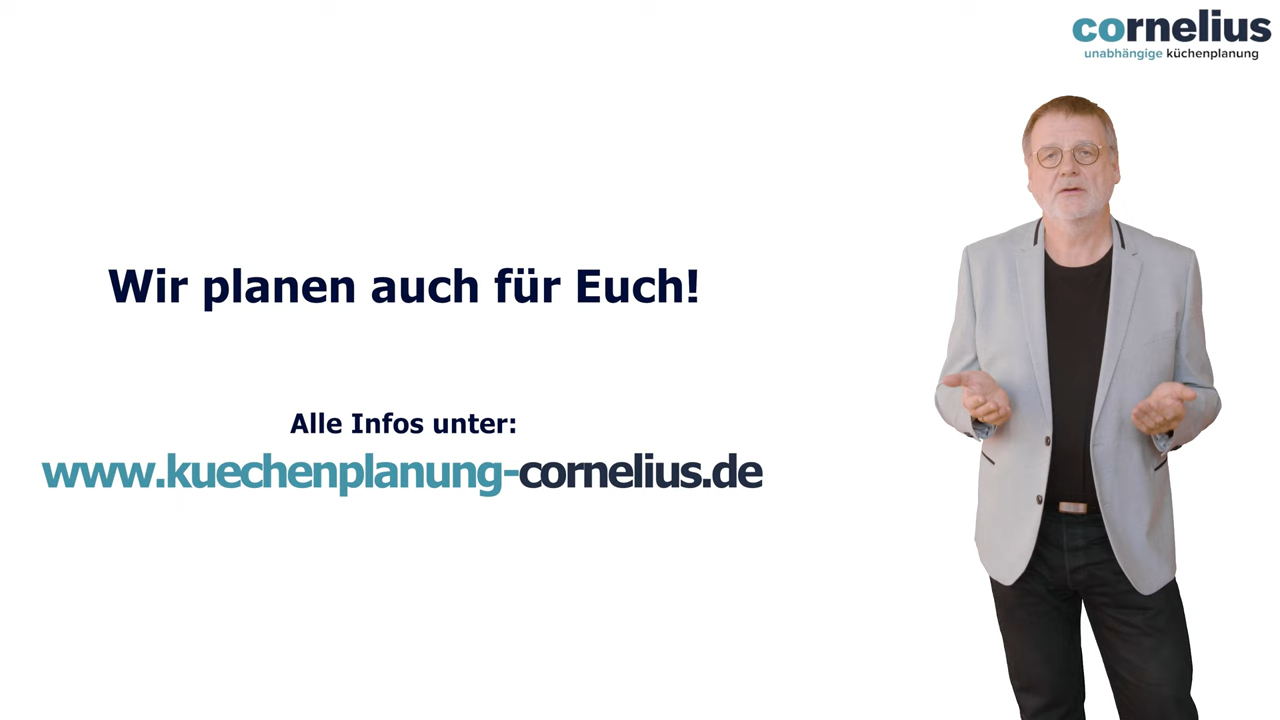 cornelius
unabhängige küchenplanung
Wir planen auch für Euch!
Alle Infos unter:
www.kuechenplanung-cornelius.de